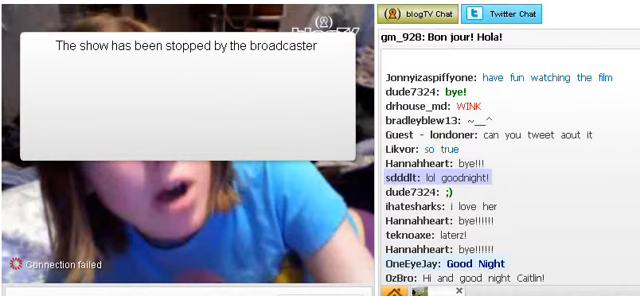 blogTV Chat
Twitter Chat
gm_928: Bon jour! Hola!
The show has been stopped by the broadcaster
Jonnyizaspiffyone: have fun watching the film
dude7324: bye!
drhouse_md: WINK
bradleyblew13: ~__^
Guest - londoner: can you tweet aout it
Likvor: so true
Hannahheart: bye!!!
sdddlt: lol goodnight!
dude7324: ;)
ihatesharks: i love her
Hannahheart: bye!!!!!!
teknoaxe: laterz!
Hannahheart: bye!!!!!!
OneEyeJay: Good Night
OzBro: Hi and good night Caitlin!
Connection failed